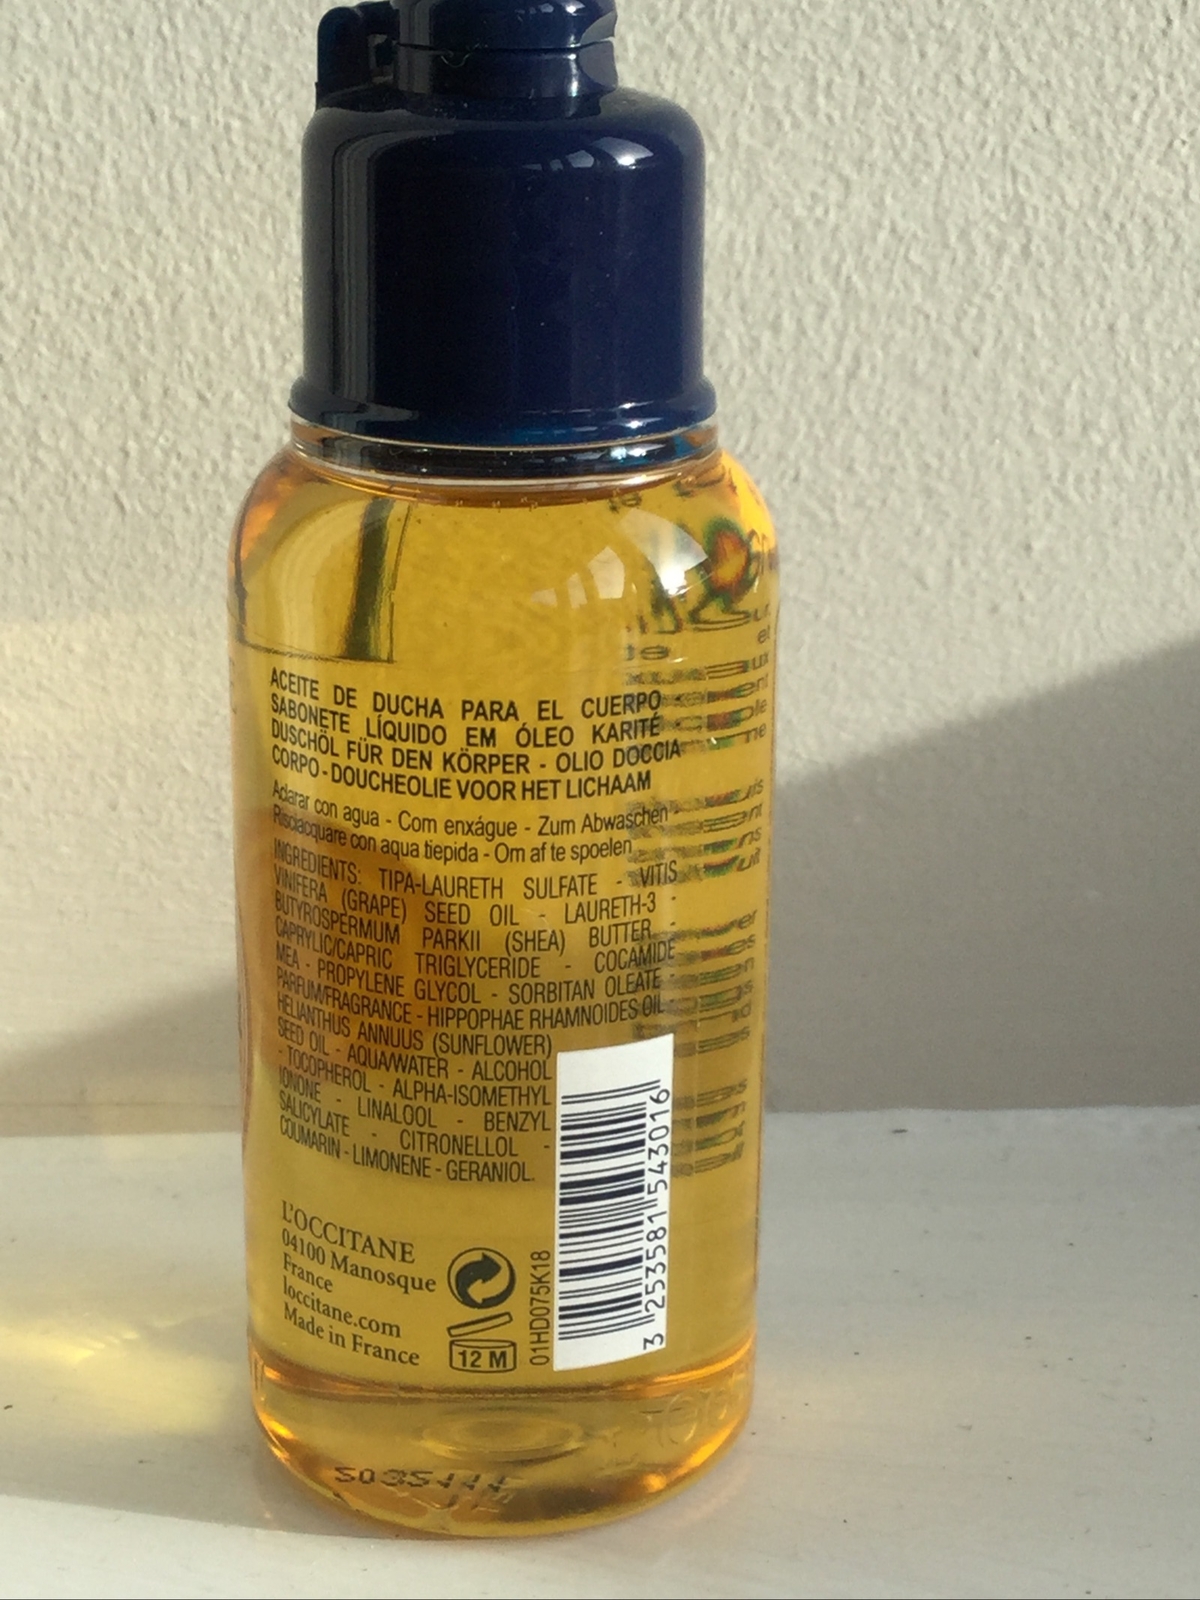 ACEITE DE DUCHA PARA EL CUERPO
SABONETE LÍQUIDO EM ÓLEO KARITÉ
DUSCHÖL FÜR DEN KÖRPER - OLIO DOCCIA
CORPO - DOUCHEOLIE VOOR HET LICHAAM
Aclarar con agua - Com enxágue - Zum Abwaschen -
Risciacquare con acqua tiepida - Om af te spoelen
INGREDIENTS: TIPA-LAURETH SULFATE - VITIS
VINIFERA (GRAPE) SEED OIL - LAURETH-3 -
BUTYROSPERMUM PARKII (SHEA) BUTTER -
CAPRYLIC/CAPRIC TRIGLYCERIDE - COCAMIDE
MEA - PROPYLENE GLYCOL - SORBITAN OLEATE -
PARFUM/FRAGRANCE - HIPPOPHAE RHAMNOIDES OIL -
HELIANTHUS ANNUUS (SUNFLOWER)
SEED OIL - AQUA/WATER - ALCOHOL
- TOCOPHEROL - ALPHA-ISOMETHYL
IONONE - LINALOOL - BENZYL
SALICYLATE - CITRONELLOL -
COUMARIN - LIMONENE - GERANIOL.
L'OCCITANE
04100 Manosque
France
loccitane.com
Made in France
12 M
01HD075K18
3 253581 543016